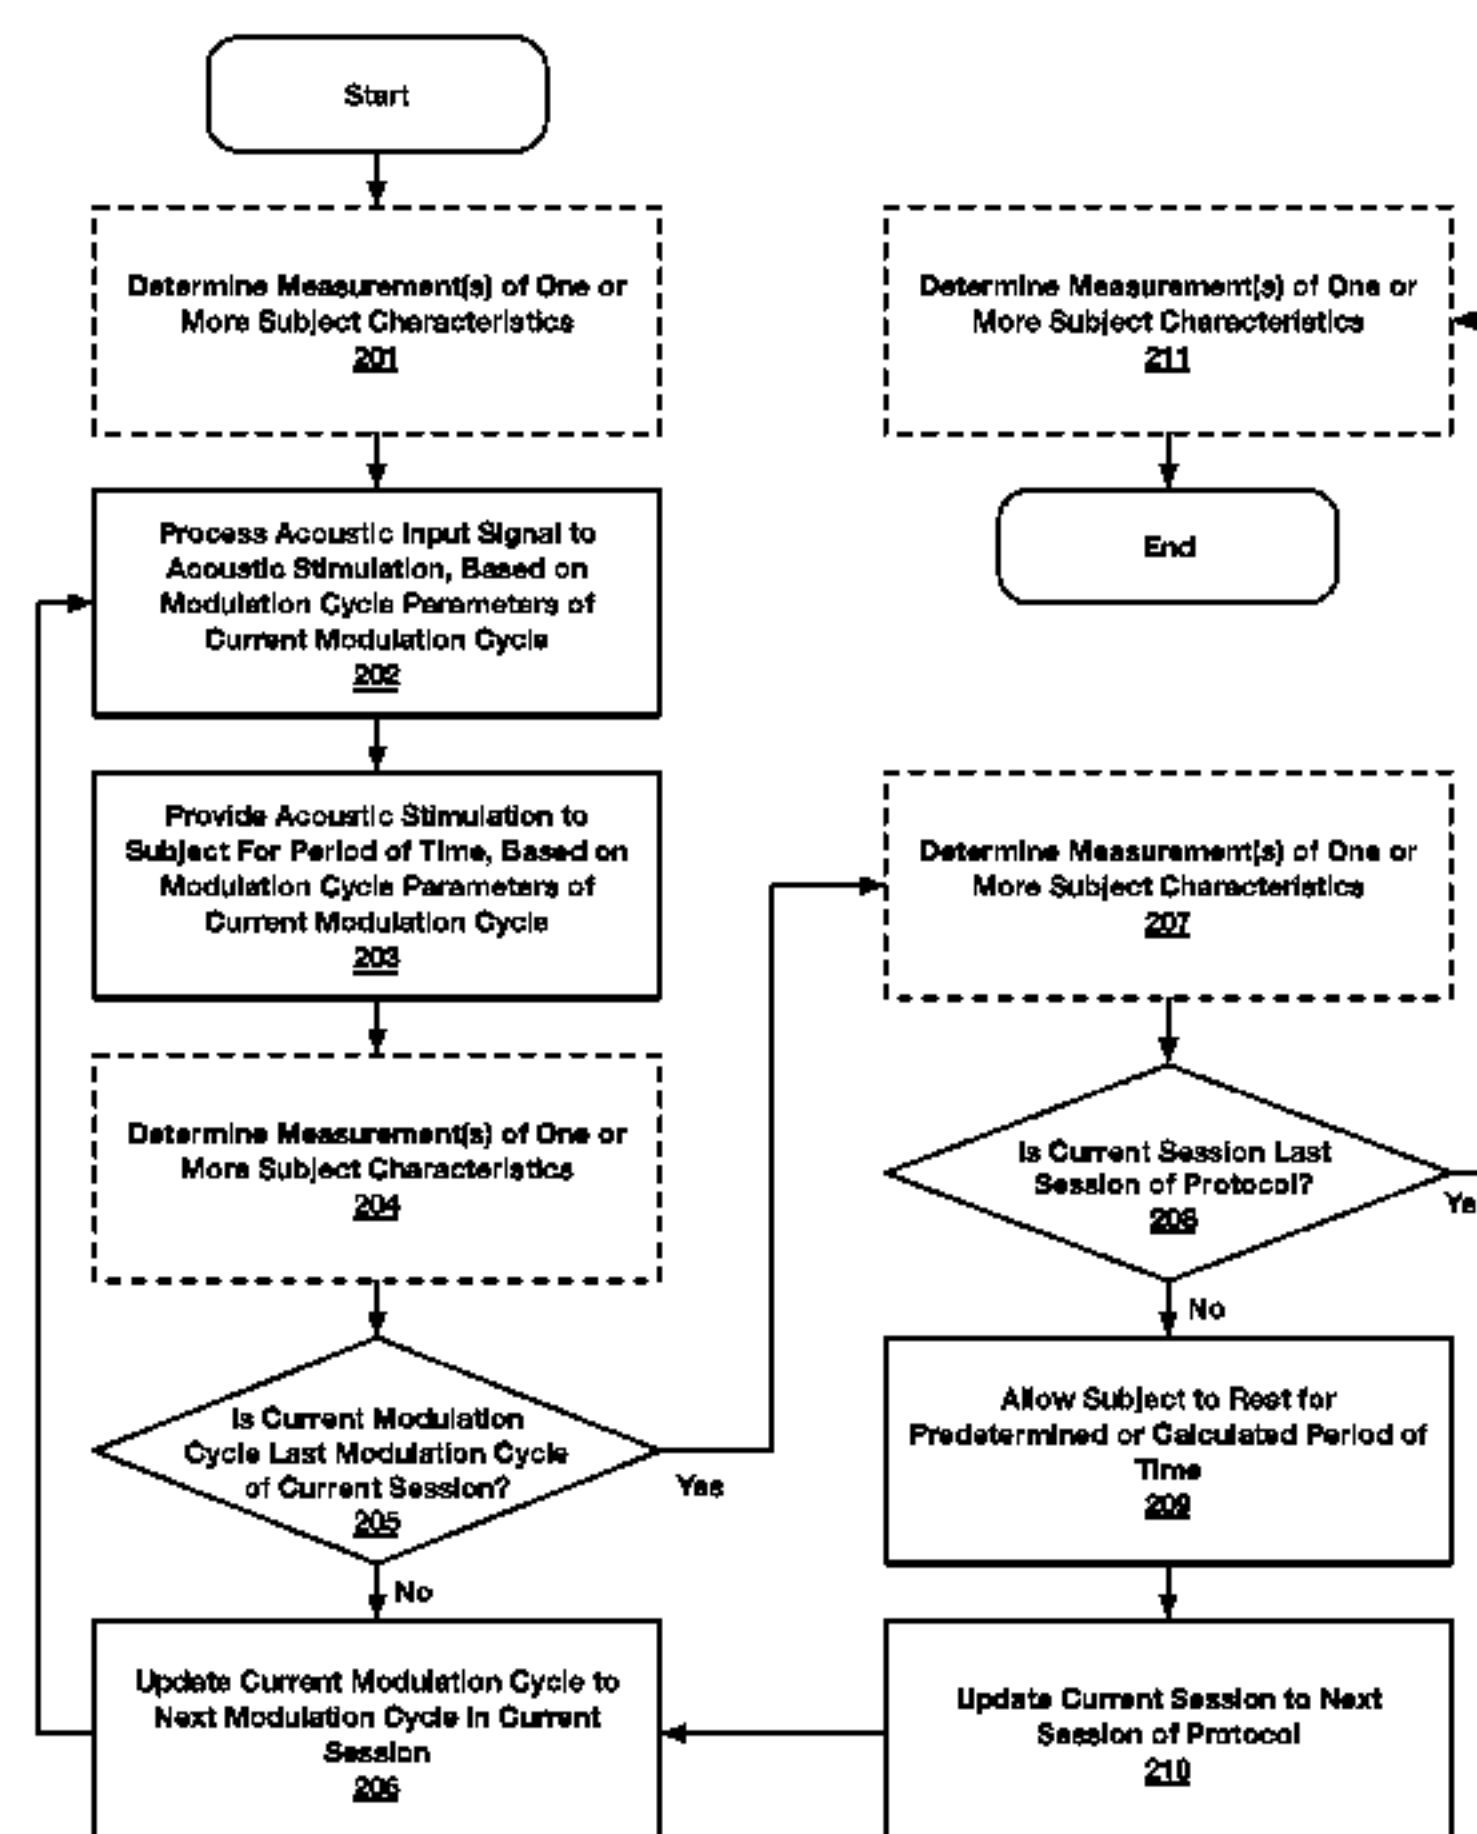 Start
Determine Measurement(s) of One or
More Subject Characteristics
201
Process Acoustic Input Signal to
Acoustic Stimulation, Based on
Modulation Cycle Parameters of
Current Modulation Cycle
202
Provide Acoustic Stimulation to
Subject For Period of Time, Based on
Modulation Cycle Parameters of
Current Modulation Cycle
203
Determine Measurement(s) of One or
More Subject Characteristics
204
Is Current Modulation
Cycle Last Modulation Cycle
of Current Session?
205
Yes
No
Update Current Modulation Cycle to
Next Modulation Cycle in Current
Session
206
Determine Measurement(s) of One or
More Subject Characteristics
211
End
Determine Measurement(s) of One or
More Subject Characteristics
207
Is Current Session Last
Session of Protocol?
208
Ye
No
Allow Subject to Rest for
Predetermined or Calculated Period of
Time
209
Update Current Session to Next
Session of Protocol
210